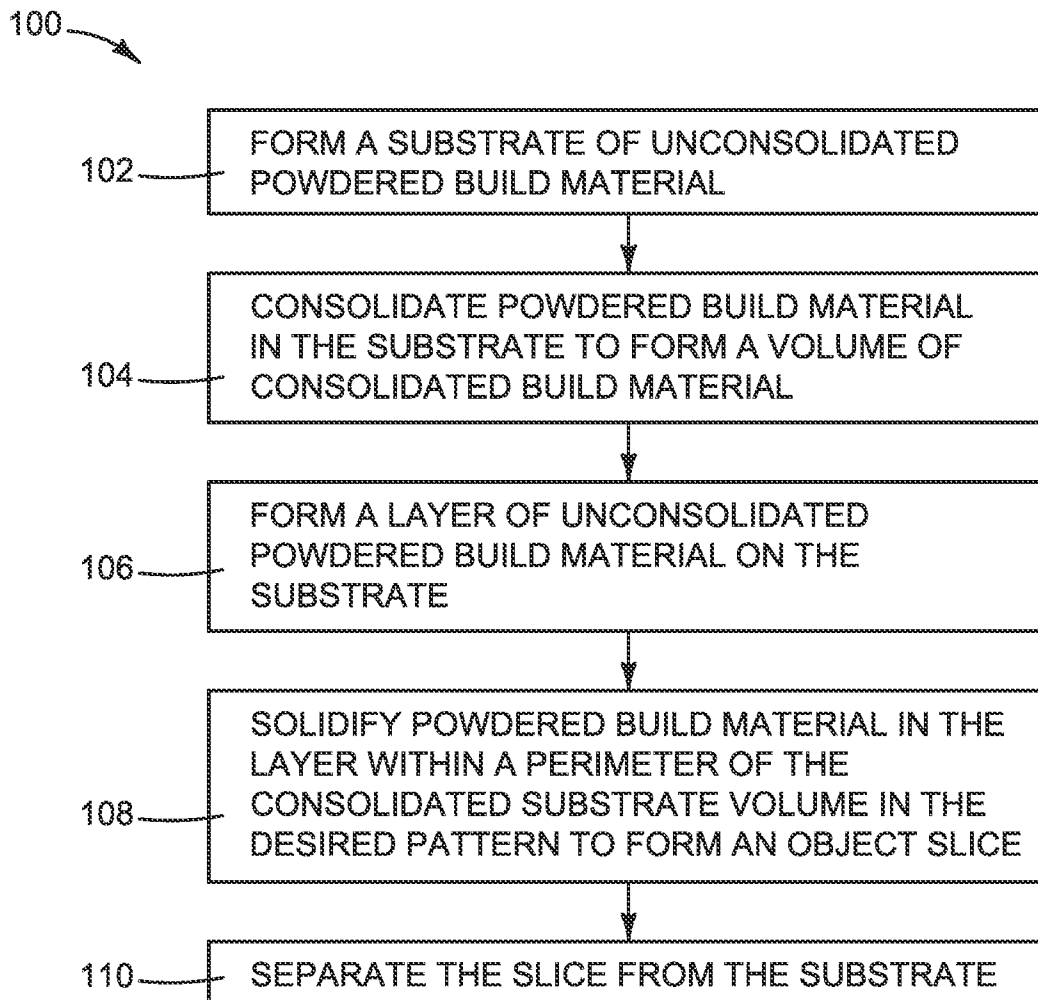 100
102
FORM A SUBSTRATE OF UNCONSOLIDATED
POWDERED BUILD MATERIAL
104
CONSOLIDATE POWDERED BUILD MATERIAL
IN THE SUBSTRATE TO FORM A VOLUME OF
CONSOLIDATED BUILD MATERIAL
106
FORM A LAYER OF UNCONSOLIDATED
POWDERED BUILD MATERIAL ON THE
SUBSTRATE
108
SOLIDIFY POWDERED BUILD MATERIAL IN THE
LAYER WITHIN A PERIMETER OF THE
CONSOLIDATED SUBSTRATE VOLUME IN THE
DESIRED PATTERN TO FORM AN OBJECT SLICE
110
SEPARATE THE SLICE FROM THE SUBSTRATE